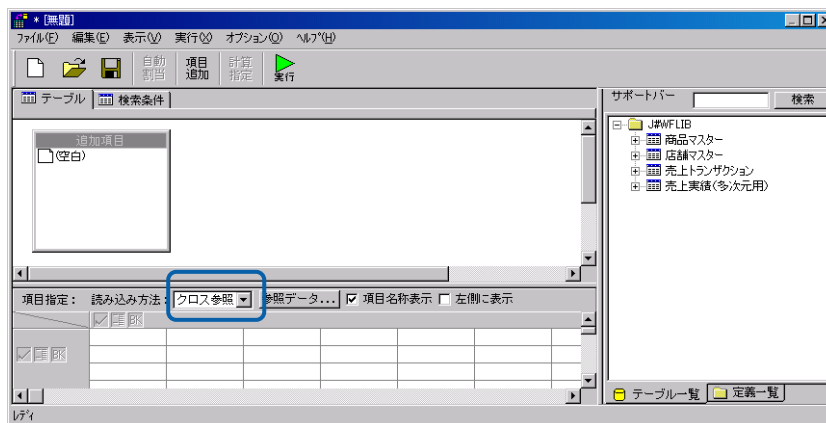 * [無題]
ファイル(F) 編集(E) 表示(V) 実行(X) オプション(O) ヘルプ(H)
自動割当 項目追加 計算指定 実行
テーブル 検索条件
サポートバー 検索
追加項目
(空白)
J#WFLIB
商品マスター
店舗マスター
売上トランザクション
売上実績(多次元用)
項目指定： 読み込み方法： クロス参照 参照データ... 項目名称表示 左側に表示
BK
BK
テーブル一覧 定義一覧
ﾚﾃﾞｨ